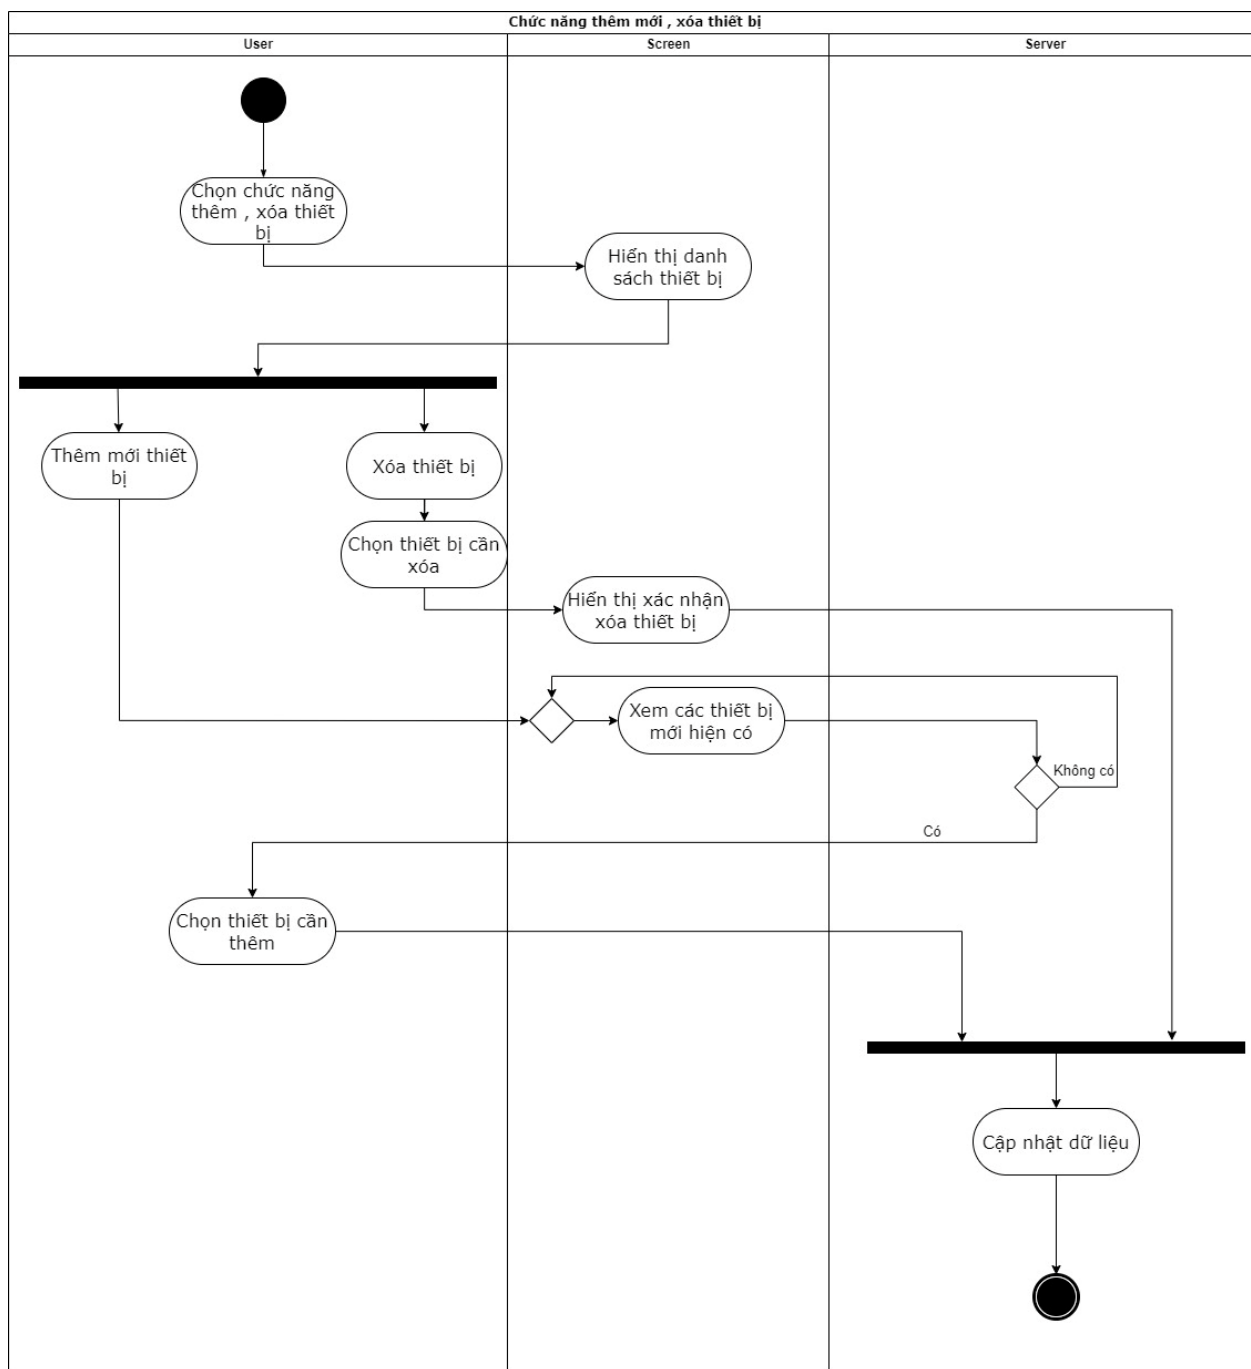 Chức năng thêm mới , xóa thiết bị
User
Screen
Server
Chọn chức năng
thêm , xóa thiết
bị
Hiển thị danh
sách thiết bị
Thêm mới thiết
bị
Xóa thiết bị
Chọn thiết bị cần
xóa
Hiển thị xác nhận
xóa thiết bị
Xem các thiết bị
mới hiện có
Không có
Có
Chọn thiết bị cần
thêm
Cập nhật dữ liệu